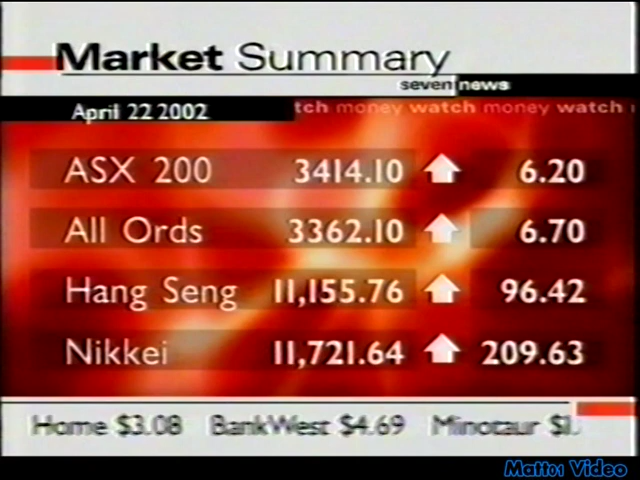 Market Summary
seven news
April 22 2002
tch money watch money watch
ASX 200 3414.10 6.20
All Ords 3362.10 6.70
Hang Seng 11,155.76 96.42
Nikkei 11,721.64 209.63
Home $3.08 BankWest $4.69 Minotaur $1.
Matt01 Video